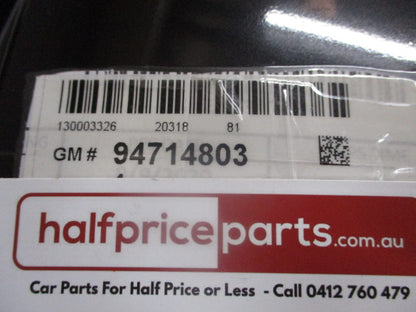 130003326 20318 81
GM # 94714803
halfpriceparts.com.au
Car Parts For Half Price or Less - Call 0412 760 479